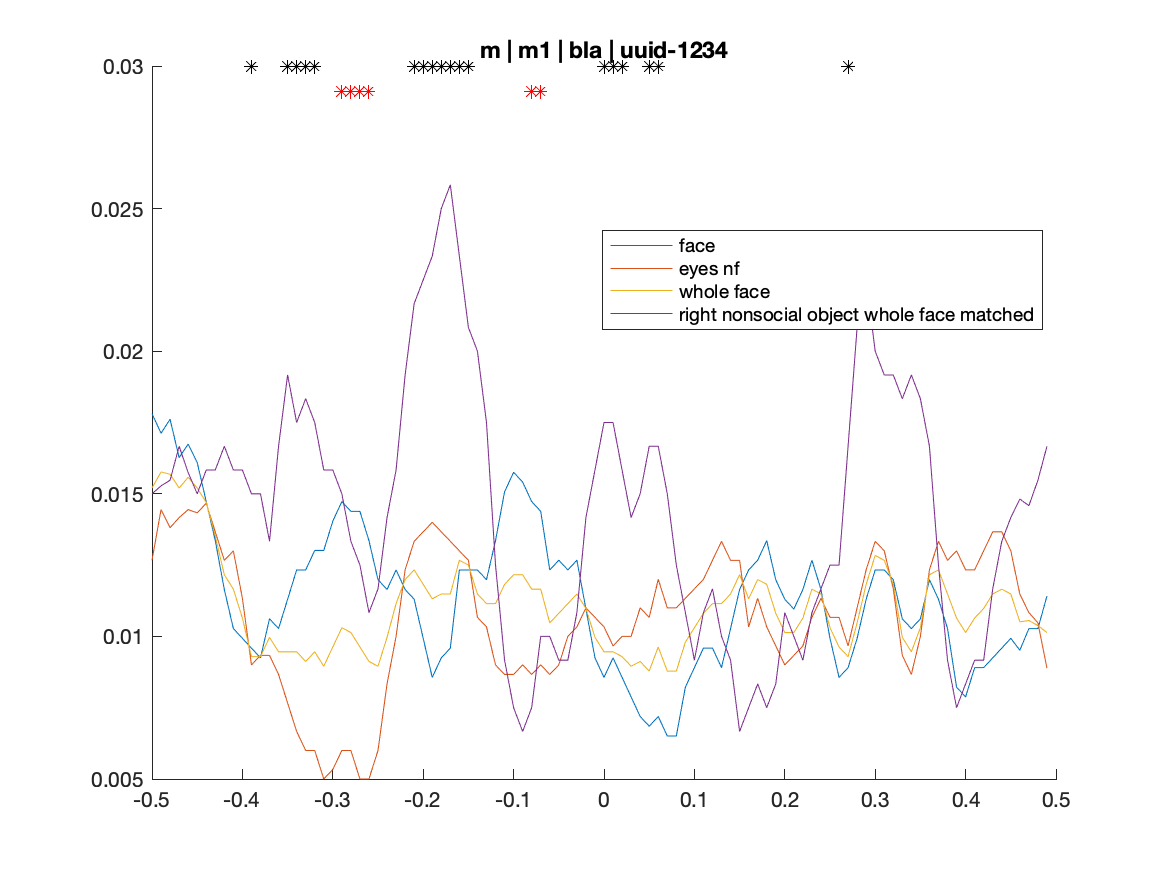 m | m1 | bla | uuid-1234
0.03
0.025
0.02
0.015
0.01
0.005
face
eyes nf
whole face
right nonsocial object whole face matched
-0.5 -0.4 -0.3 -0.2 -0.1 0 0.1 0.2 0.3 0.4 0.5